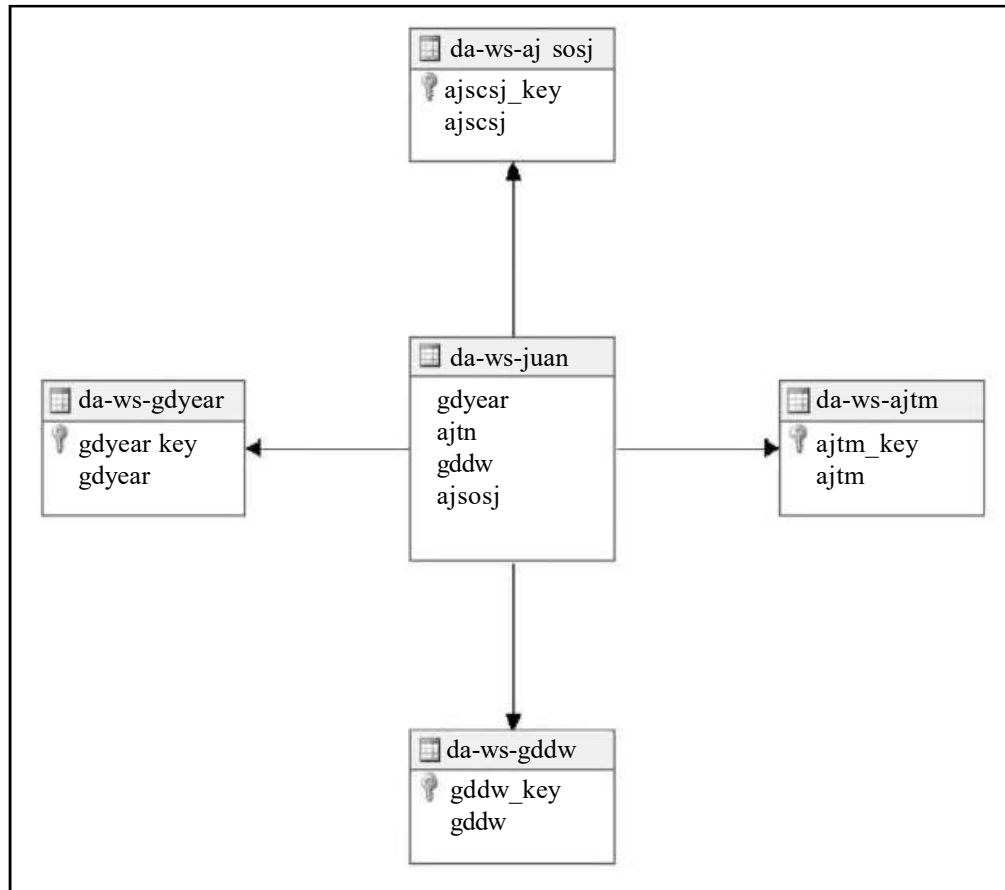 da-ws-aj sosj
ajscsj_key
ajscsj
da-ws-juan
gdyear
ajtn
gddw
ajsosj
da-ws-gdyear
gdyear key
gdyear
da-ws-ajtm
ajtm_key
ajtm
da-ws-gddw
gddw_key
gddw